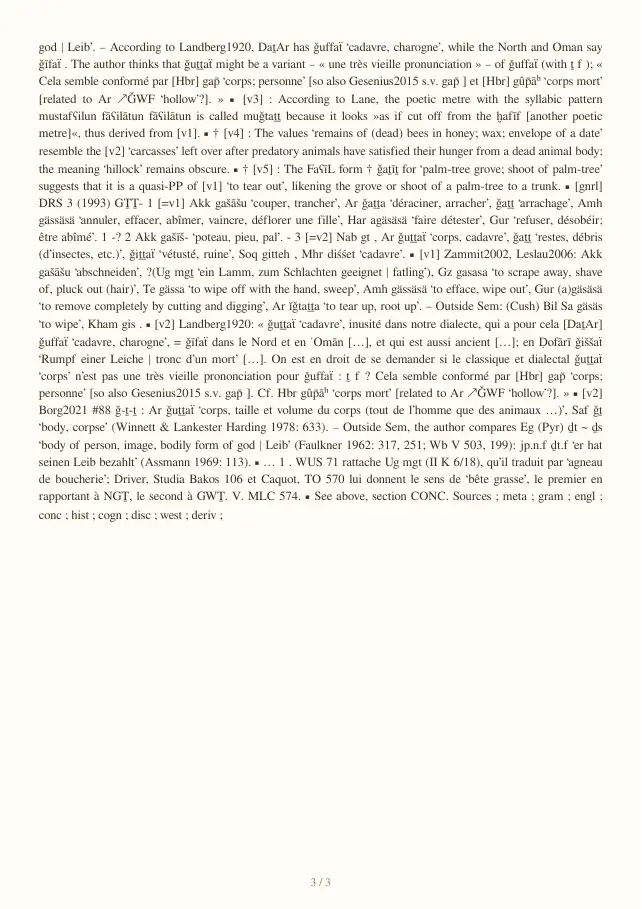 god | Leib’. – According to Landberg1920, DaṯAr has ǧuffaẗ ‘cadavre, charogne’, while the North and Oman say
ǧīfaẗ . The author thinks that ǧuṯṯaẗ might be a variant – « une très vieille pronunciation » – of ǧuffaẗ (with ṯ f ); «
Cela semble conformé par [Hbr] gap̄ ‘corps; personne’ [so also Gesenius2015 s.v. gap̄ ] et [Hbr] gûp̄āʰ ‘corps mort’
[related to Ar ↗ǦWF ‘hollow’?]. » ▪ [v3] : According to Lane, the poetic metre with the syllabic pattern
mustafʕilun fāʕilātun fāʕilātun is called muǧtaṯṯ because it looks »as if cut off from the ḫafīf [another poetic
metre]«, thus derived from [v1]. ▪ † [v4] : The values ‘remains of (dead) bees in honey; wax; envelope of a date’
resemble the [v2] ‘carcasses’ left over after predatory animals have satisfied their hunger from a dead animal body;
the meaning ‘hillock’ remains obscure. ▪ † [v5] : The FaʕīL form † ǧaṯīṯ for ‘palm-tree grove; shoot of palm-tree’
suggests that it is a quasi-PP of [v1] ‘to tear out’, likening the grove or shoot of a palm-tree to a trunk. ▪ [gnrl]
DRS 3 (1993) GṮṮ- 1 [=v1] Akk gašāšu ‘couper, trancher’, Ar ǧaṯṯa ‘déraciner, arracher’, ǧaṯṯ ‘arrachage’, Amh
gässäsä ‘annuler, effacer, abîmer, vaincre, déflorer une fille’, Har agäsäsä ‘faire détester’, Gur ‘refuser, désobéir;
être abîmé’. 1 -? 2 Akk gašīš- ‘poteau, pieu, pal’. - 3 [=v2] Nab gt , Ar ǧuṯṯaẗ ‘corps, cadavre’, ǧaṯṯ ‘restes, débris
(d’insectes, etc.)’, ǧiṯṯaẗ ‘vétusté, ruine’, Soq gitteh , Mhr diśśet ‘cadavre’. ▪ [v1] Zammit2002, Leslau2006: Akk
gašāšu ‘abschneiden’, ?(Ug mgṯ ‘ein Lamm, zum Schlachten geeignet | fatling’), Gz gasasa ‘to scrape away, shave
of, pluck out (hair)’, Te gässa ‘to wipe off with the hand, sweep’, Amh gässäsä ‘to efface, wipe out’, Gur (a)gäsäsä
‘to remove completely by cutting and digging’, Ar ĭǧtaṯṯa ‘to tear up, root up’. – Outside Sem: (Cush) Bil Sa gäsäs
‘to wipe’, Kham gis . ▪ [v2] Landberg1920: « ǧuṯṯaẗ ‘cadavre’, inusité dans notre dialecte, qui a pour cela [DaṯAr]
ǧuffaẗ ‘cadavre, charogne’, = ǧīfaẗ dans le Nord et en ʿOmān […], et qui est aussi ancient […]; en Ḍofārī ǧiššaẗ
‘Rumpf einer Leiche | tronc d’un mort’ […]. On est en droit de se demander si le classique et dialectal ǧuṯṯaẗ
‘corps’ n’est pas une très vieille prononciation pour ǧuffaẗ : ṯ f ? Cela semble conformé par [Hbr] gap̄ ‘corps;
personne’ [so also Gesenius2015 s.v. gap̄ ]. Cf. Hbr gûp̄āʰ ‘corps mort’ [related to Ar ↗ǦWF ‘hollow’?]. » ▪ [v2]
Borg2021 #88 ǧ-ṯ-ṯ : Ar ǧuṯṯaẗ ‘corps, taille et volume du corps (tout de l’homme que des animaux …)’, Saf ǧṯ
‘body, corpse’ (Winnett & Lankester Harding 1978: 633). – Outside Sem, the author compares Eg (Pyr) ḏt ~ ḏs
‘body of person, image, bodily form of god | Leib’ (Faulkner 1962: 317, 251; Wb V 503, 199): jp.n.f ḏt.f ‘er hat
seinen Leib bezahlt’ (Assmann 1969: 113). ▪ … 1 . WUS 71 rattache Ug mgt (II K 6/18), qu’il traduit par ‘agneau
de boucherie’; Driver, Studia Bakos 106 et Caquot, TO 570 lui donnent le sens de ‘bête grasse’, le premier en
rapportant à NGṮ, le second à GWṮ. V. MLC 574. ▪ See above, section CONC. Sources ; meta ; gram ; engl ;
conc ; hist ; cogn ; disc ; west ; deriv ;
3 / 3